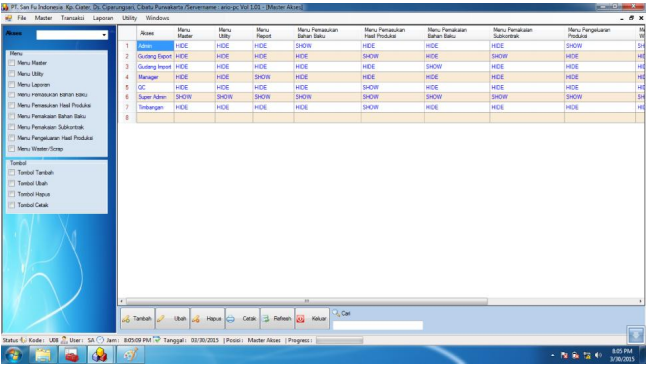 PT. San Fu Indonesia Kp. Ciater. Ds. Ciparungsari, Cibatu Purwakarta /Servername : ario-pc Vol 1.01 - [Master Akses]
File Master Transaksi Laporan Utility Windows
Akses
Menu
Menu Master
Menu Utility
Menu Laporan
Menu Pemasukan Bahan Baku
Menu Pemasukan Hasil Produksi
Menu Pemakaian Bahan Baku
Menu Pemakaian Subkontrak
Menu Pengeluaran Hasil Produksi
Menu Waster/Scrap
Tombol
Tombol Tambah
Tombol Ubah
Tombol Hapus
Tombol Cetak
Akses Menu Master Menu Utility Menu Report Menu Pemasukan Bahan Baku Menu Pemasukan Hasil Produksi Menu Pemakaian Bahan Baku Menu Pemakaian Subkontrak Menu Pengeluaran Produksi
1 Admin HIDE HIDE HIDE SHOW HIDE HIDE HIDE SHOW SH
2 Gudang Export HIDE HIDE HIDE HIDE SHOW HIDE SHOW HIDE HID
3 Gudang Import HIDE HIDE HIDE HIDE HIDE SHOW HIDE HIDE HID
4 Manager HIDE HIDE SHOW HIDE HIDE HIDE HIDE HIDE HID
5 QC HIDE HIDE HIDE HIDE SHOW HIDE HIDE SHOW HID
6 Super Admin SHOW SHOW SHOW SHOW SHOW SHOW SHOW SHOW SH
7 Timbangan HIDE HIDE HIDE HIDE SHOW HIDE HIDE HIDE HID
8
Tambah Ubah Hapus Cetak Refresh Keluar Cari
Status Kode : U08 User : SA Jam : 8:05:09 PM Tanggal : 03/30/2015 | Posisi : Master Akses | Progress :
8:05 PM
3/30/2015